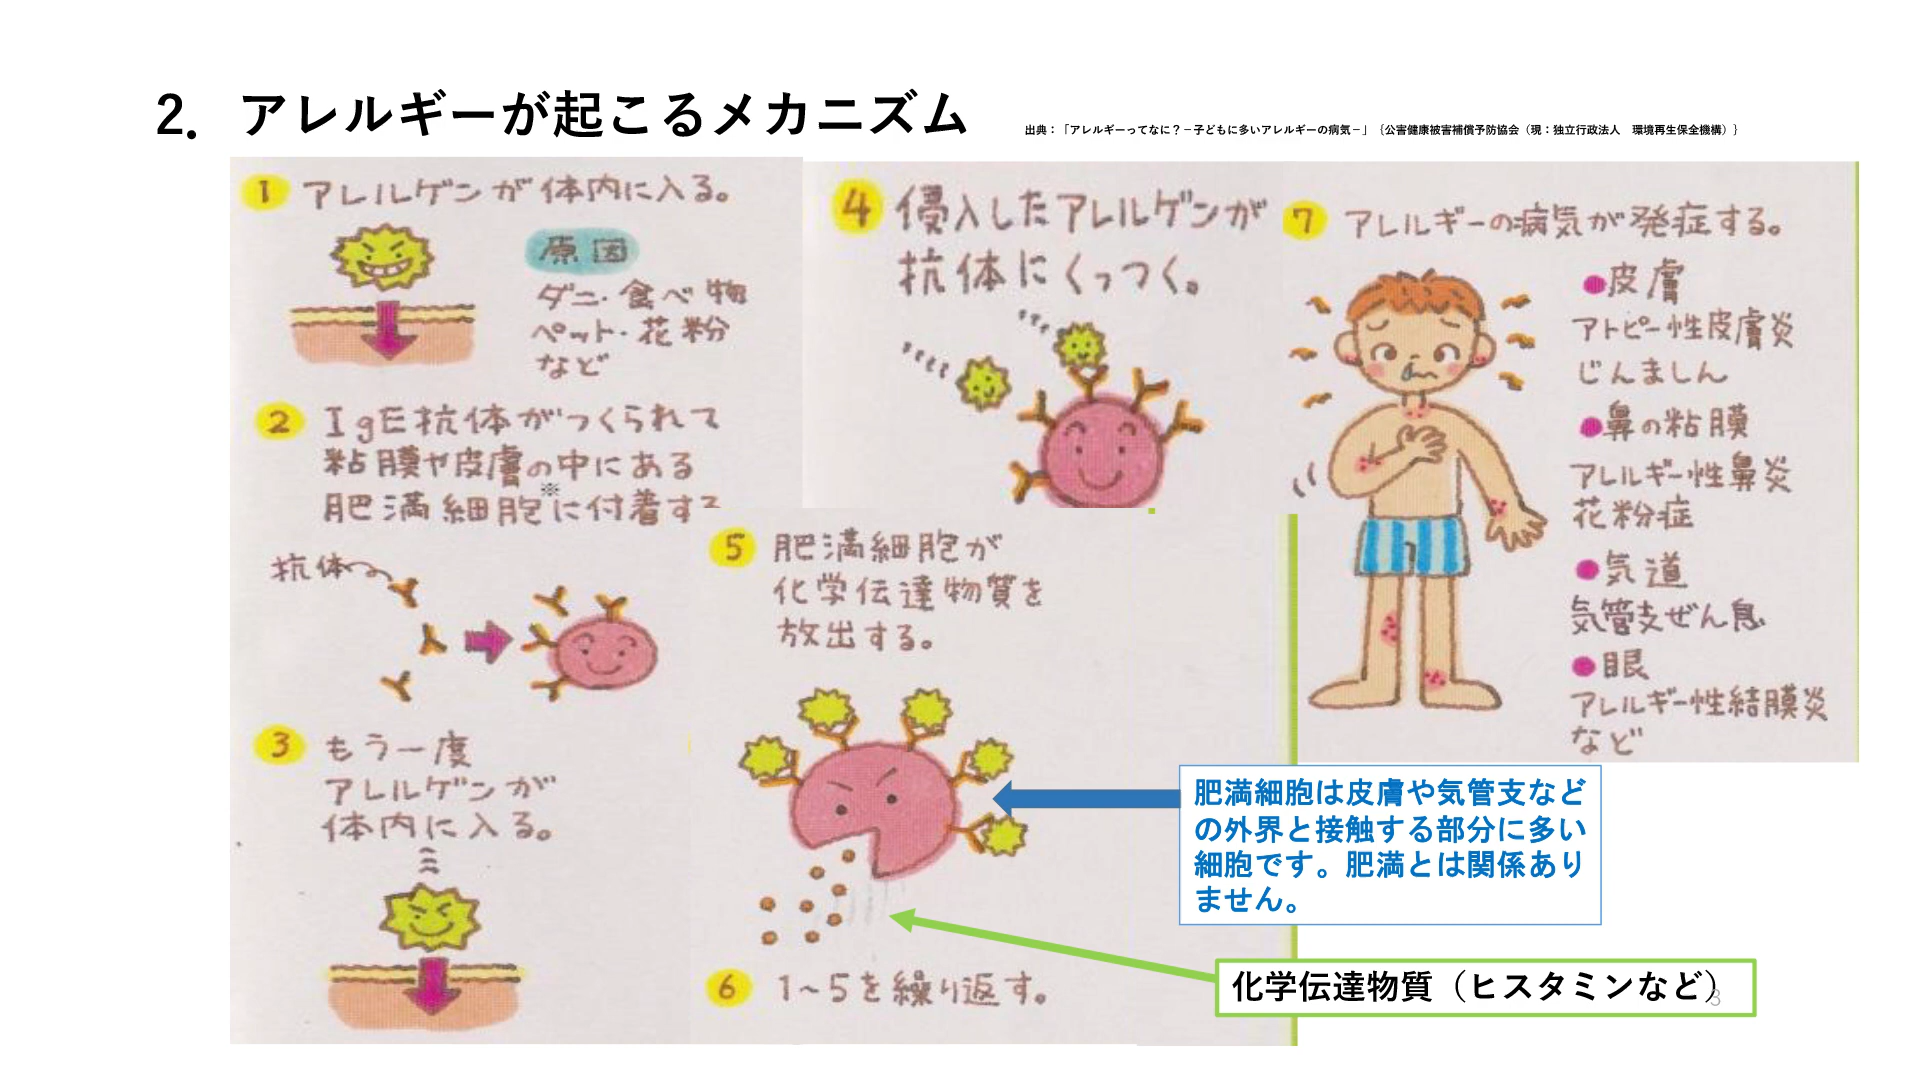 2．アレルギーが起こるメカニズム
出典：「アレルギーってなに？－子どもに多いアレルギーの病気－」｛公害健康被害補償予防協会（現：独立行政法人　環境再生保全機構）｝
1 アレルゲンが体内に入る。
原因
ダニ・食べ物
ペット・花粉
など
2 IgE抗体がつくられて
粘膜や皮膚の中にある
肥満細胞※に付着する
抗体
3 もう一度
アレルゲンが
体内に入る。
4 侵入したアレルゲンが
抗体にくっつく。
5 肥満細胞が
化学伝達物質を
放出する。
6 1～5を繰り返す。
7 アレルギーの病気が発症する。
●皮膚
アトピー性皮膚炎
じんましん
●鼻の粘膜
アレルギー性鼻炎
花粉症
●気道
気管支ぜん息
●眼
アレルギー性結膜炎
など
肥満細胞は皮膚や気管支など
の外界と接触する部分に多い
細胞です。肥満とは関係あり
ません。
化学伝達物質（ヒスタミンなど）
3